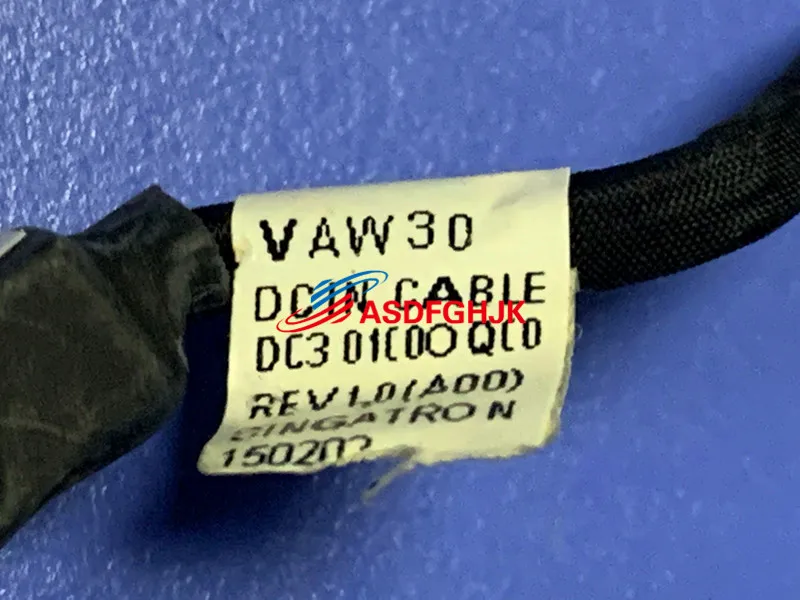 VAW30
DCIN CABLE
ASDFGHJK
DC301C00QL0
REV1.0(A00)
SINGATRON
150202